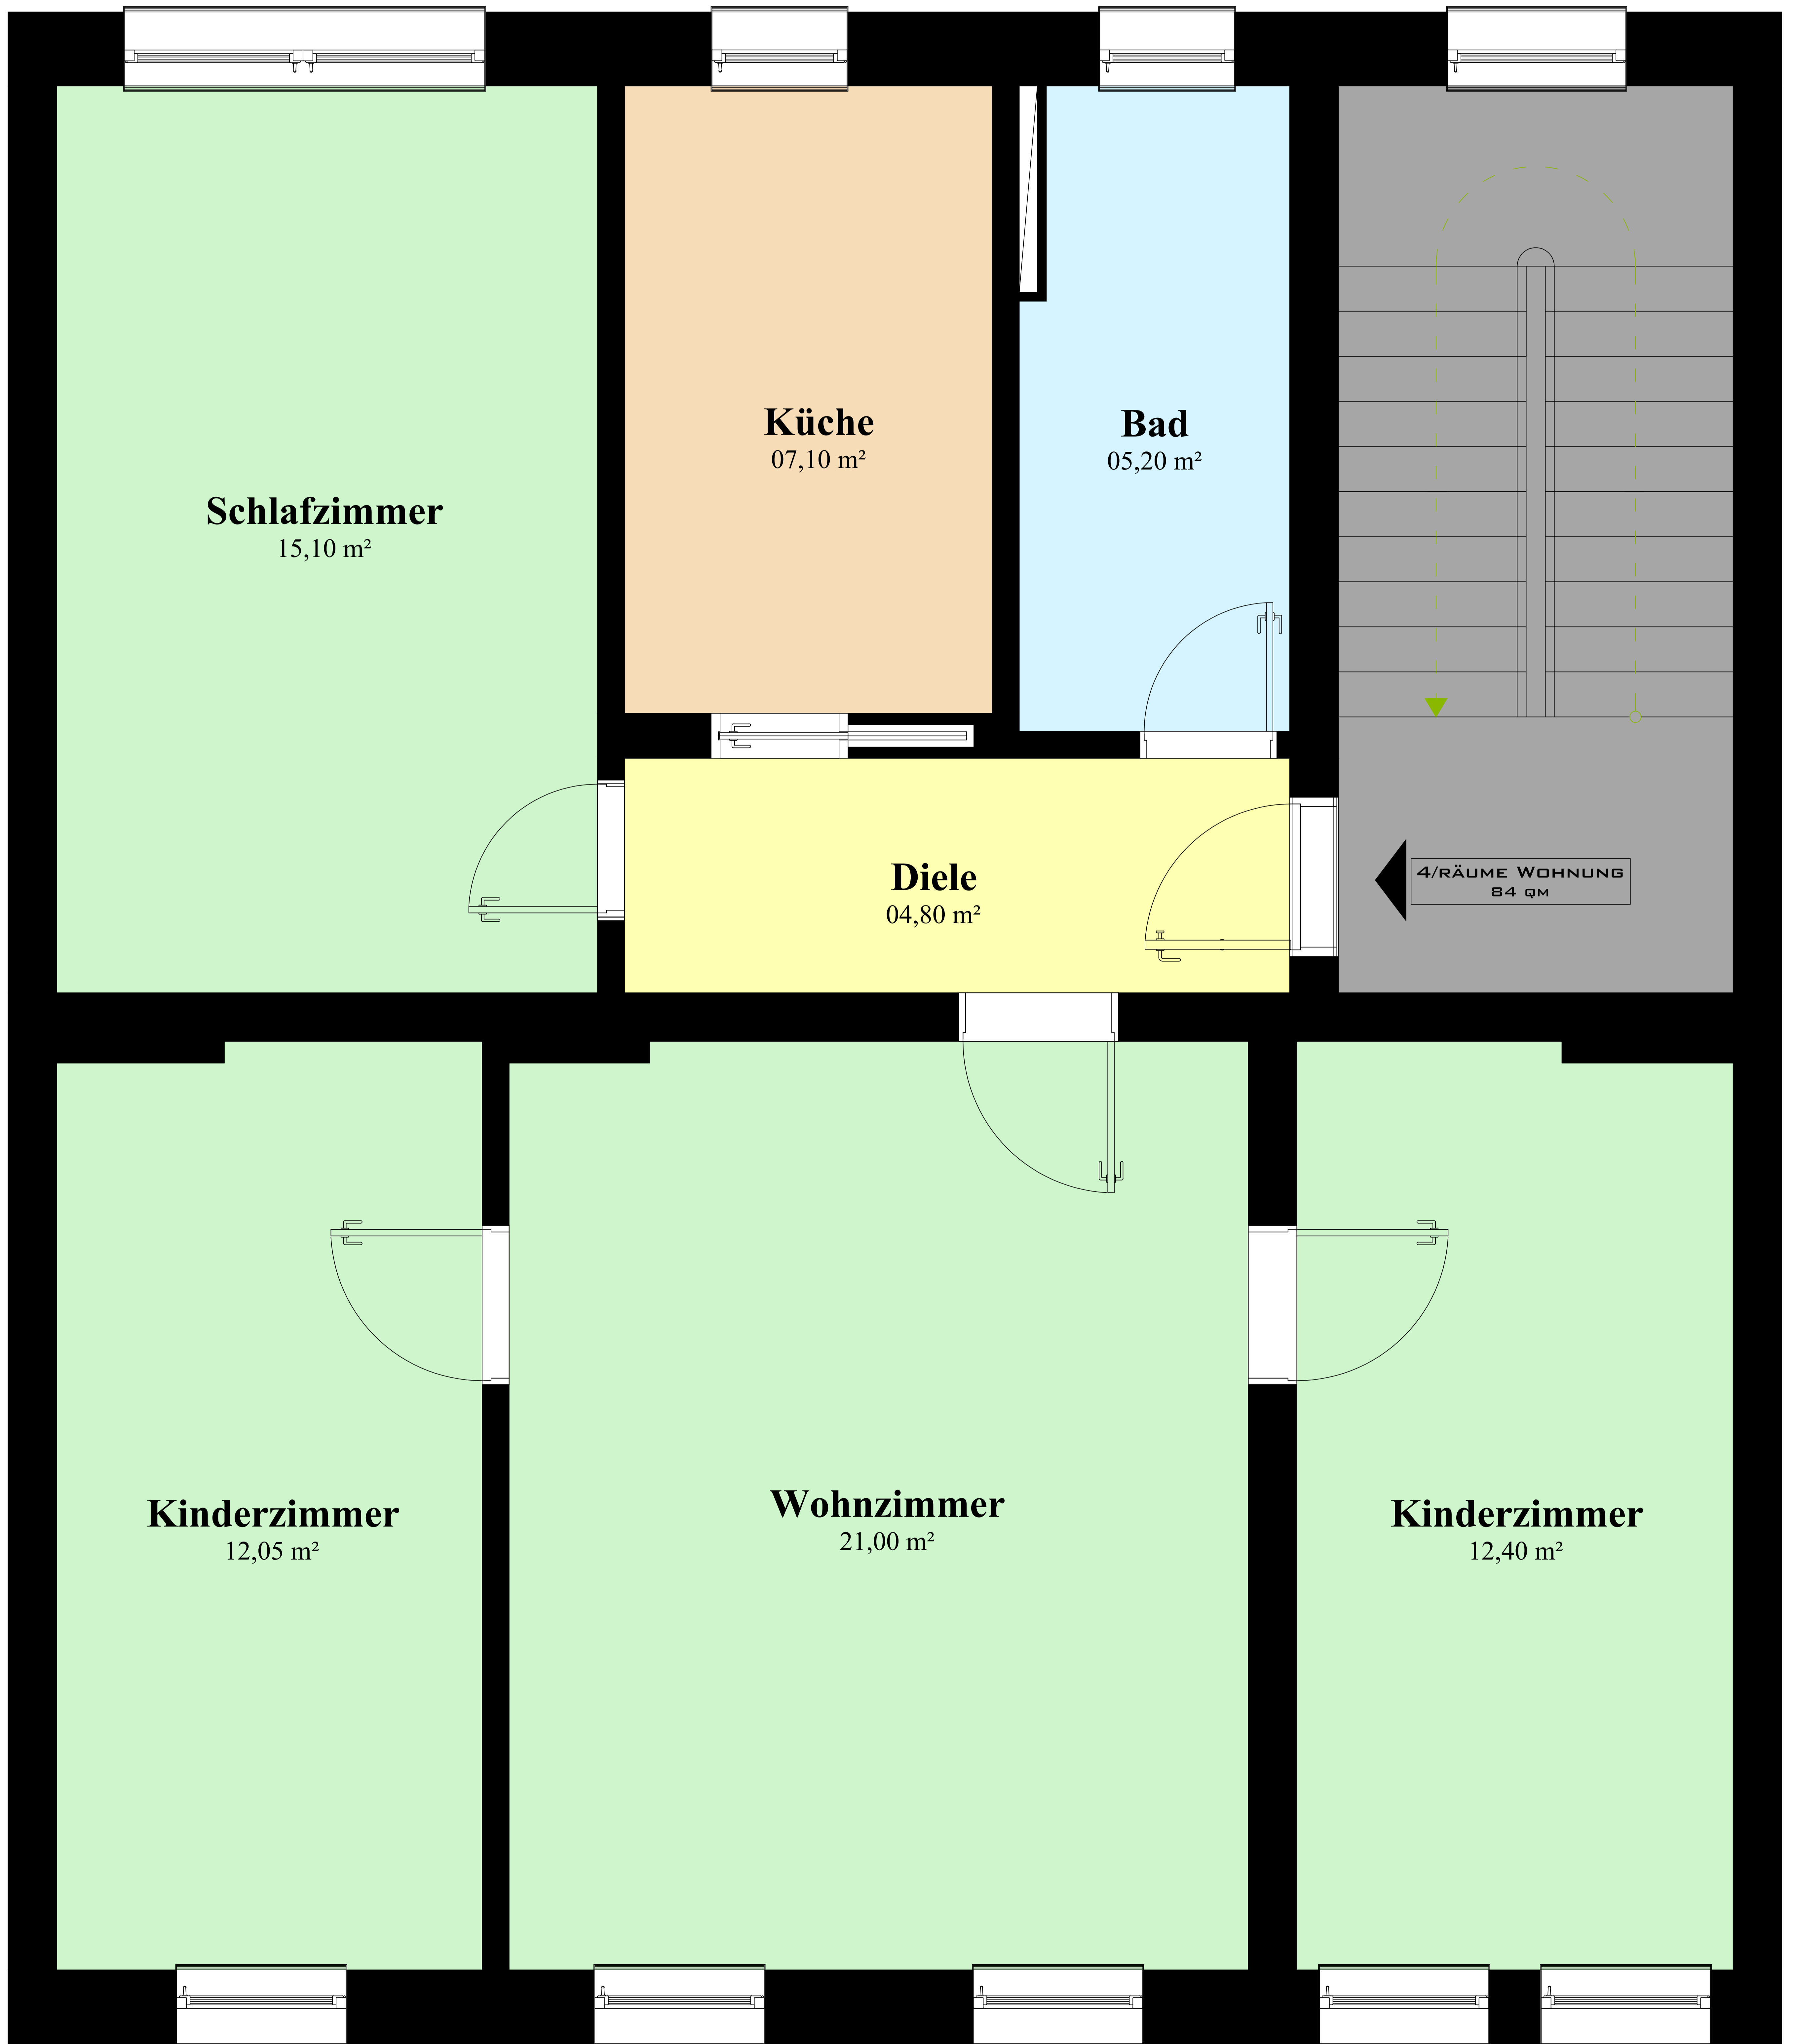 Küche
07,10 m²
Bad
05,20 m²
Schlafzimmer
15,10 m²
Diele
04,80 m²
4/RÄUME WOHNUNG
84 QM
Kinderzimmer
12,05 m²
Wohnzimmer
21,00 m²
Kinderzimmer
12,40 m²